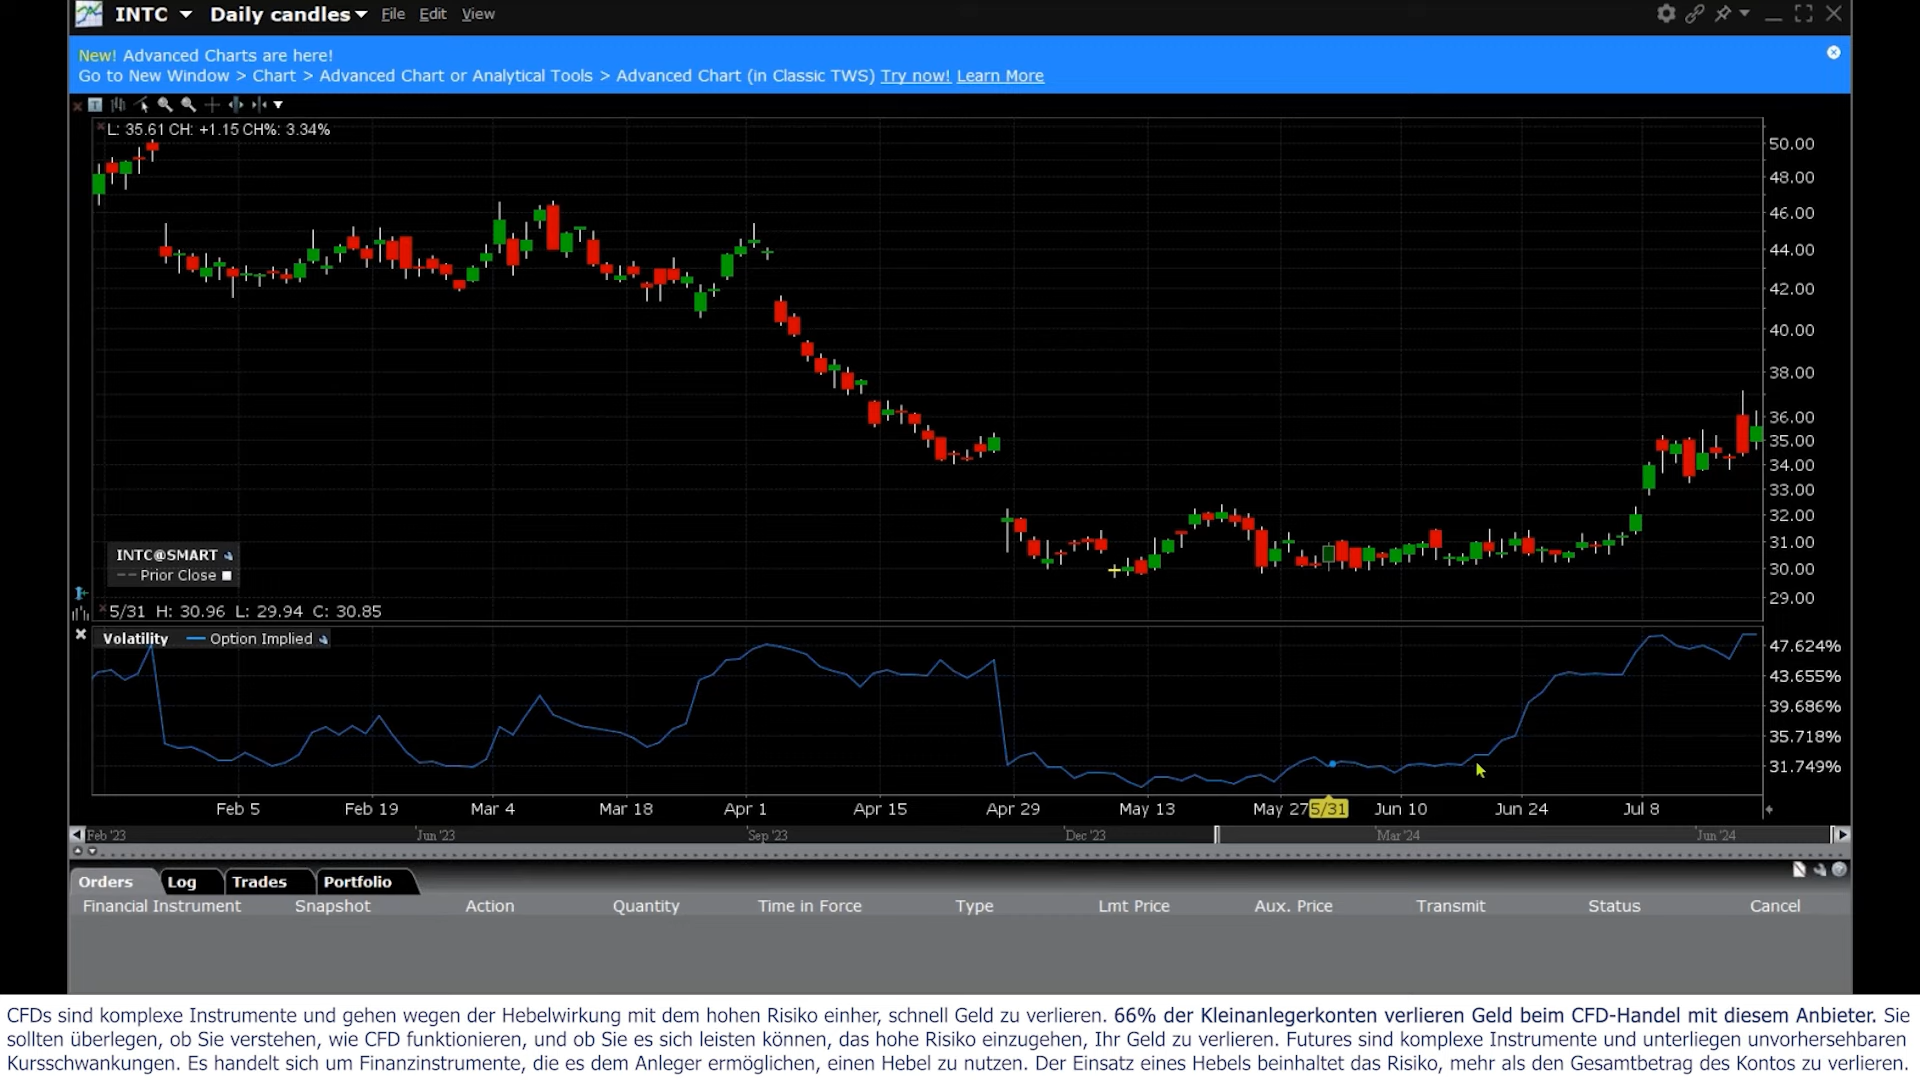 INTC Daily candles File Edit View
New! Advanced Charts are here!
Go to New Window > Chart > Advanced Chart or Analytical Tools > Advanced Chart (in Classic TWS) Try now! Learn More
L: 35.61 CH: +1.15 CH%: 3.34%
50.00
48.00
46.00
44.00
42.00
40.00
38.00
36.00
35.00
34.00
33.00
32.00
31.00
30.00
29.00
INTC@SMART
Prior Close
5/31 H: 30.96 L: 29.94 C: 30.85
Volatility Option Implied
47.624%
43.655%
39.686%
35.718%
31.749%
Feb 5 Feb 19 Mar 4 Mar 18 Apr 1 Apr 15 Apr 29 May 13 May 27 5/31 Jun 10 Jun 24 Jul 8
Feb '23 Jun '23 Sep '23 Dec '23 Mar '24 Jun '24
Orders Log Trades Portfolio
Financial Instrument Snapshot Action Quantity Time in Force Type Lmt Price Aux. Price Transmit Status Cancel
CFDs sind komplexe Instrumente und gehen wegen der Hebelwirkung mit dem hohen Risiko einher, schnell Geld zu verlieren. 66% der Kleinanlegerkonten verlieren Geld beim CFD-Handel mit diesem Anbieter. Sie
sollten überlegen, ob Sie verstehen, wie CFD funktionieren, und ob Sie es sich leisten können, das hohe Risiko einzugehen, Ihr Geld zu verlieren. Futures sind komplexe Instrumente und unterliegen unvorhersehbaren
Kursschwankungen. Es handelt sich um Finanzinstrumente, die es dem Anleger ermöglichen, einen Hebel zu nutzen. Der Einsatz eines Hebels beinhaltet das Risiko, mehr als den Gesamtbetrag des Kontos zu verlieren.